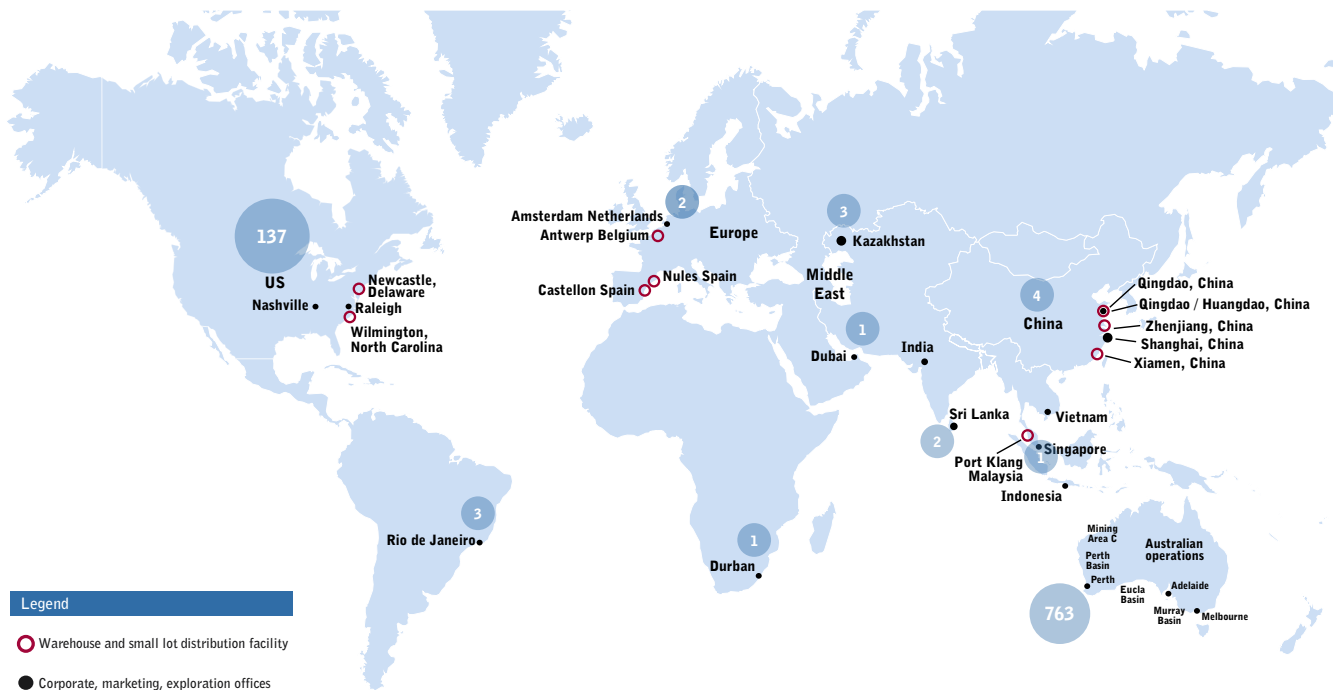 137
US
Nashville
Newcastle,
Delaware
Raleigh
Wilmington,
North Carolina
3
Rio de Janeiro
2
Amsterdam Netherlands
Antwerp Belgium
Europe
Nules Spain
Castellon Spain
3
Kazakhstan
Middle
East
1
Dubai
India
4
China
Qingdao, China
Qingdao / Huangdao, China
Zhenjiang, China
Shanghai, China
Xiamen, China
Sri Lanka
2
Vietnam
Singapore
1
Port Klang
Malaysia
Indonesia
1
Durban
Mining
Area C
Australian
operations
Perth
Basin
Perth
Eucla
Basin
Adelaide
Murray
Basin
Melbourne
763
Legend
Warehouse and small lot distribution facility
Corporate, marketing, exploration offices